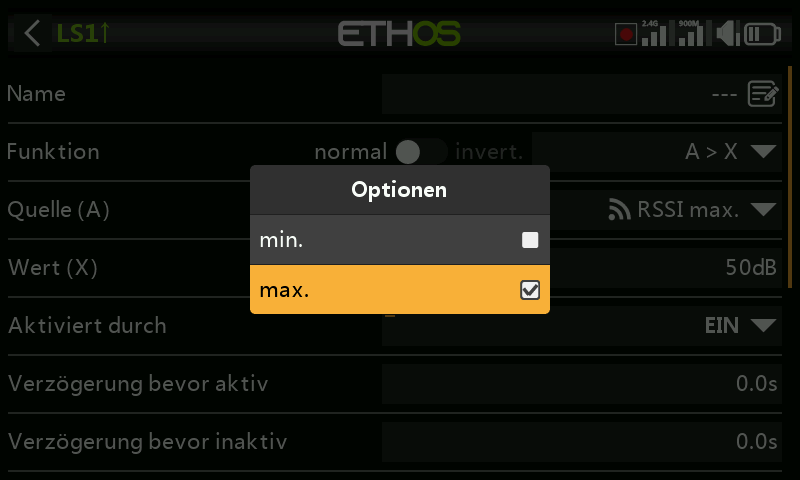 LS1↑ ETHOS 2.4G 900M
Name ---
Funktion normal invert. A > X
Quelle (A) RSSI max.
Wert (X) 50dB
Optionen
min.
max.
Aktiviert durch EIN
Verzögerung bevor aktiv 0.0s
Verzögerung bevor inaktiv 0.0s